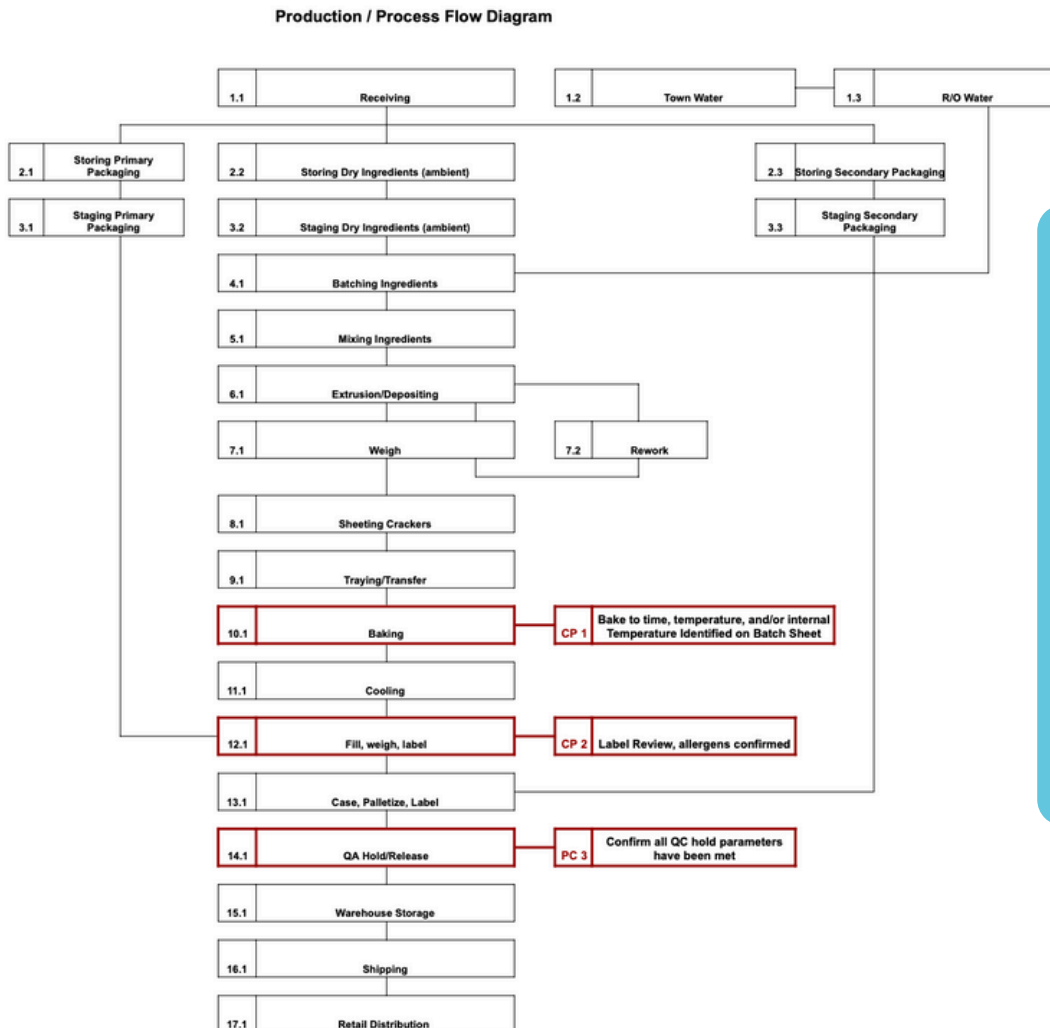 Production / Process Flow Diagram
1.1 Receiving
1.2 Town Water
1.3 R/O Water
2.1 Storing Primary
Packaging
2.2 Storing Dry Ingredients (ambient)
2.3 Storing Secondary Packaging
3.1 Staging Primary
Packaging
3.2 Staging Dry Ingredients (ambient)
3.3 Staging Secondary
Packaging
4.1 Batching Ingredients
5.1 Mixing Ingredients
6.1 Extrusion/Depositing
7.1 Weigh
7.2 Rework
8.1 Sheeting Crackers
9.1 Traying/Transfer
10.1 Baking
CP 1 Bake to time, temperature, and/or internal
Temperature Identified on Batch Sheet
11.1 Cooling
12.1 Fill, weigh, label
CP 2 Label Review, allergens confirmed
13.1 Case, Palletize, Label
14.1 QA Hold/Release
PC 3 Confirm all QC hold parameters
have been met
15.1 Warehouse Storage
16.1 Shipping
17.1 Retail Distribution